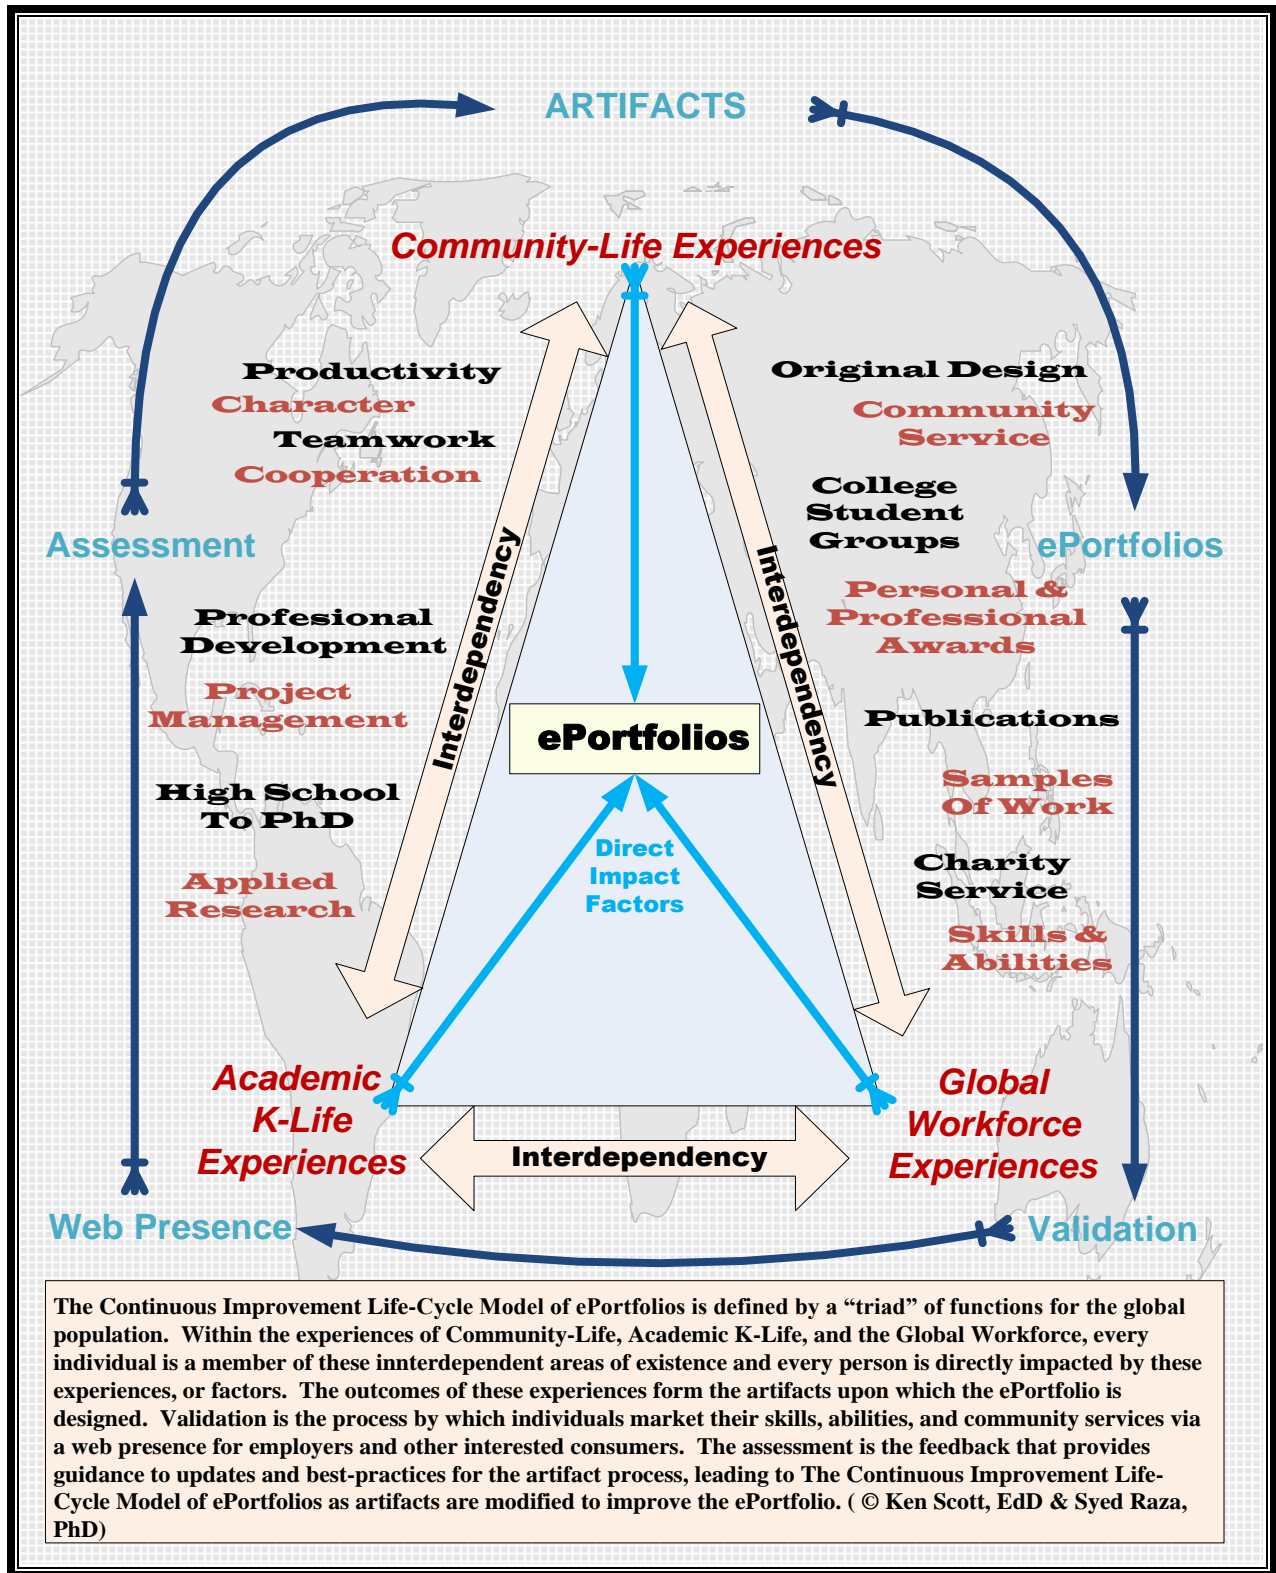 ARTIFACTS
Community-Life Experiences
Productivity
Character
Teamwork
Cooperation
Original Design
Community
Service
College
Student
Groups
Assessment
ePortfolios
Interdependency
Interdependency
Personal &
Professional
Awards
Profesional
Development
Project
Management
Publications
ePortfolios
High School
To PhD
Samples
Of Work
Direct
Impact
Factors
Applied
Research
Charity
Service
Skills &
Abilities
Academic
K-Life
Experiences
Global
Workforce
Experiences
Interdependency
Web Presence
Validation
The Continuous Improvement Life-Cycle Model of ePortfolios is defined by a “triad” of functions for the global
population.  Within the experiences of Community-Life, Academic K-Life, and the Global Workforce, every
individual is a member of these innterdependent areas of existence and every person is directly impacted by these
experiences, or factors.  The outcomes of these experiences form the artifacts upon which the ePortfolio is
designed.  Validation is the process by which individuals market their skills, abilities, and community services via
a web presence for employers and other interested consumers.  The assessment is the feedback that provides
guidance to updates and best-practices for the artifact process, leading to The Continuous Improvement Life-
Cycle Model of ePortfolios as artifacts are modified to improve the ePortfolio. ( © Ken Scott, EdD & Syed Raza,
PhD)